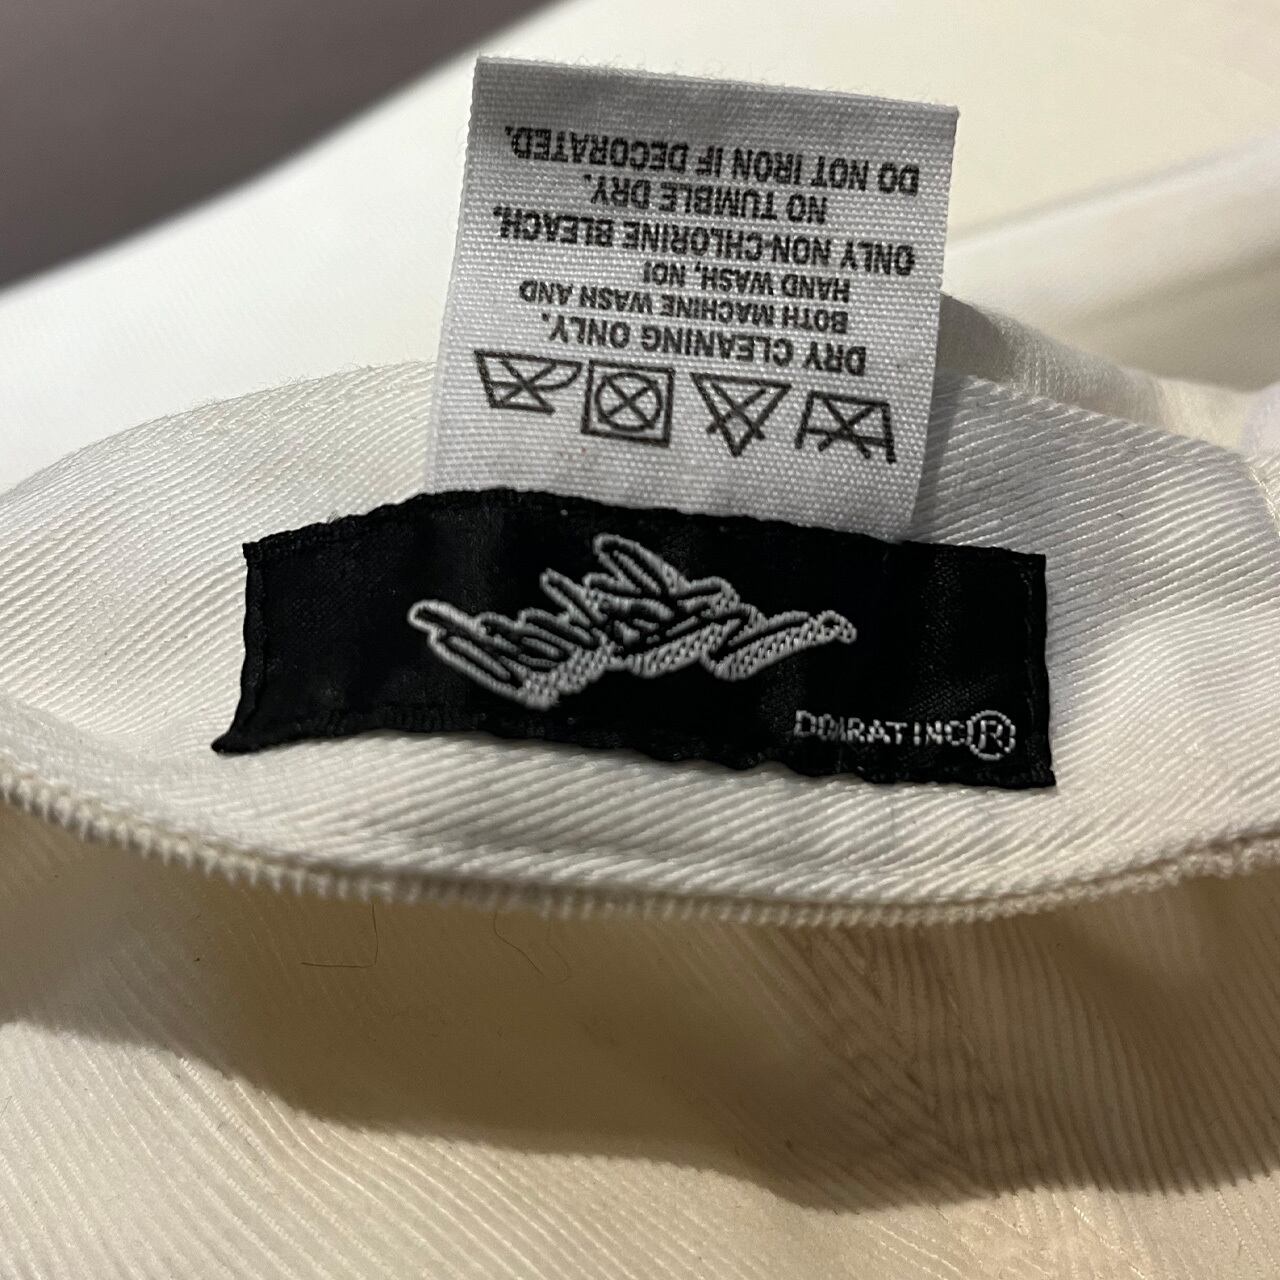 DRY CLEANING ONLY.
BOTH MACHINE WASH AND
HAND WASH, NO!
ONLY NON-CHLORINE BLEACH.
NO TUMBLE DRY.
DO NOT IRON IF DECORATED.
DOARAT INC®